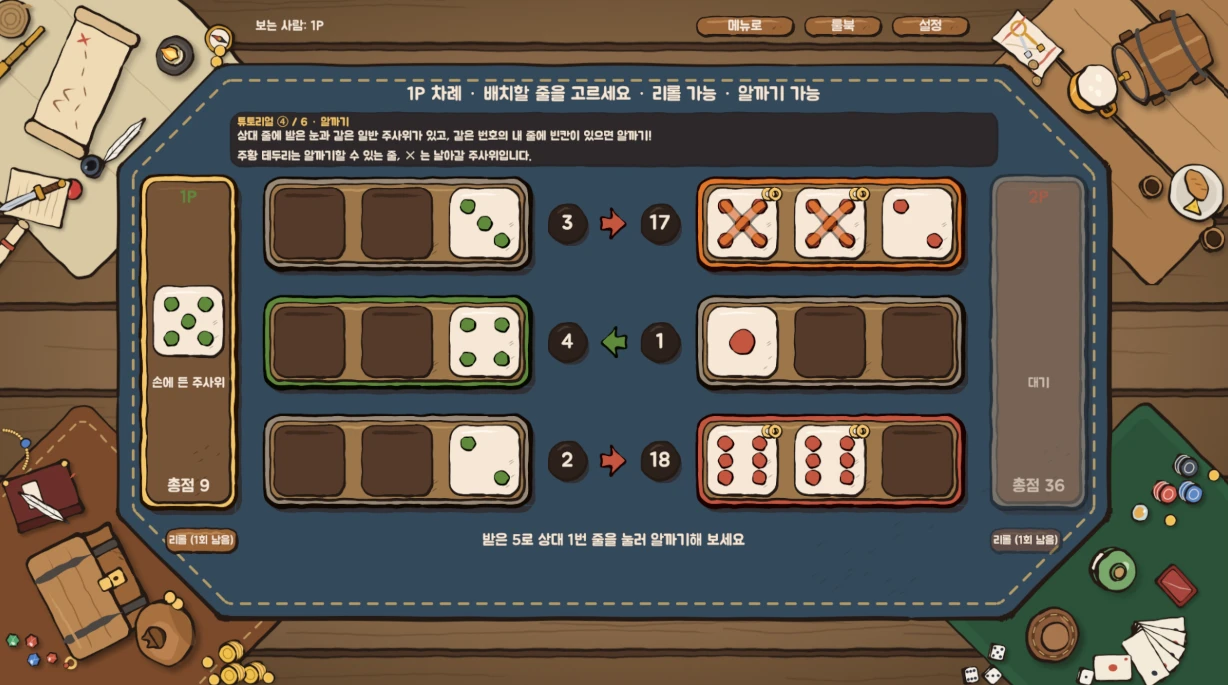 보는 사람: 1P
메뉴로
룰북
설정
1P 차례 · 배치할 줄을 고르세요 · 리롤 가능 · 알까기 가능
튜토리얼 ④ / 6 · 알까기
상대 줄에 받은 눈과 같은 일반 주사위가 있고, 같은 번호의 내 줄에 빈칸이 있으면 알까기!
주황 테두리는 알까기할 수 있는 줄, × 는 날아갈 주사위입니다.
1P
손에 든 주사위
총점 9
리롤 (1회 남음)
3
17
4
1
2
18
2P
대기
총점 36
리롤 (1회 남음)
받은 5로 상대 1번 줄을 눌러 알까기해 보세요